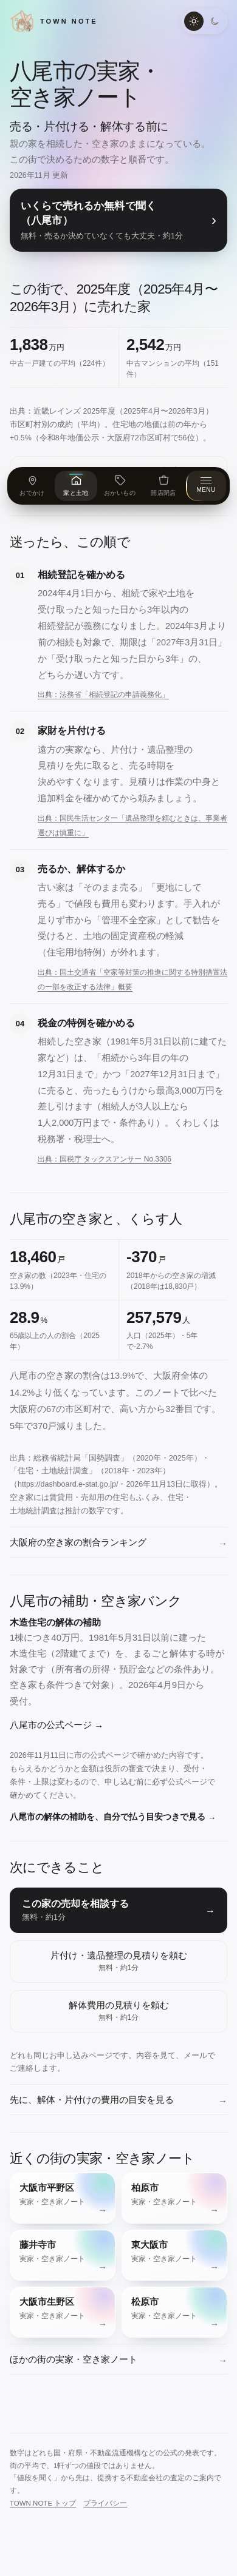 TOWN NOTE
八尾市の実家・
空き家ノート
売る・片付ける・解体する前に
親の家を相続した・空き家のままになっている。
この街で決めるための数字と順番です。
2026年11月 更新
いくらで売れるか無料で聞く
（八尾市）
無料・売るか決めていなくても大丈夫・約1分
›
この街で、2025年度（2025年4月〜
2026年3月）に売れた家
1,838万円
中古一戸建ての平均（224件）
2,542万円
中古マンションの平均（151
件）
出典：近畿レインズ 2025年度（2025年4月〜2026年3月）
市区町村別の成約（平均）。住宅地の地価は前の年から
+0.5%（令和8年地価公示・大阪府72市区町村で56位）。
おでかけ
家と土地
おかいもの
開店閉店
MENU
迷ったら、この順で
01
相続登記を確かめる
2024年4月1日から、相続で家や土地を
受け取ったと知った日から3年以内の
相続登記が義務になりました。2024年3月より
前の相続も対象で、期限は「2027年3月31日」
か「受け取ったと知った日から3年」の、
どちらか遅い方です。
出典：法務省「相続登記の申請義務化」
02
家財を片付ける
遠方の実家なら、片付け・遺品整理の
見積りを先に取ると、売る時期を
決めやすくなります。見積りは作業の中身と
追加料金を確かめてから頼みましょう。
出典：国民生活センター「遺品整理を頼むときは、事業者
選びは慎重に」
03
売るか、解体するか
古い家は「そのまま売る」「更地にして
売る」で値段も費用も変わります。手入れが
足りず市から「管理不全空家」として勧告を
受けると、土地の固定資産税の軽減
（住宅用地特例）が外れます。
出典：国土交通省「空家等対策の推進に関する特別措置法
の一部を改正する法律」概要
04
税金の特例を確かめる
相続した空き家（1981年5月31日以前に建てた
家など）は、「相続から3年目の年の
12月31日まで」かつ「2027年12月31日まで」
に売ると、売ったもうけから最高3,000万円を
差し引けます（相続人が3人以上なら
1人2,000万円まで・条件あり）。くわしくは
税務署・税理士へ。
出典：国税庁 タックスアンサー No.3306
八尾市の空き家と、くらす人
18,460戸
空き家の数（2023年・住宅の
13.9%）
-370戸
2018年からの空き家の増減
（2018年は18,830戸）
28.9%
65歳以上の人の割合（2025
年）
257,579人
人口（2025年）・5年
で-2.7%
八尾市の空き家の割合は13.9%で、大阪府全体の
14.2%より低くなっています。このノートで比べた
大阪府の67の市区町村で、高い方から32番目です。
5年で370戸減りました。
出典：総務省統計局「国勢調査」（2020年・2025年）・
「住宅・土地統計調査」（2018年・2023年）
（https://dashboard.e-stat.go.jp/・2026年11月13日に取得）。
空き家には賃貸用・売却用の住宅もふくみ、住宅・
土地統計調査は推計の数字です。
大阪府の空き家の割合ランキング
→
八尾市の補助・空き家バンク
木造住宅の解体の補助
1棟につき40万円。1981年5月31日以前に建った
木造住宅（2階建てまで）を、まるごと解体する時が
対象です（所有者の所得・預貯金などの条件あり。
空き家も条件つきで対象）。2026年4月9日から
受付。
八尾市の公式ページ →
2026年11月11日に市の公式ページで確かめた内容です。
もらえるかどうかと金額は役所の審査で決まり、受付・
条件・上限は変わるので、申し込む前に必ず公式ページで
確かめてください。
八尾市の解体の補助を、自分で払う目安つきで見る →
次にできること
この家の売却を相談する
無料・約1分
→
片付け・遺品整理の見積りを頼む
無料・約1分
解体費用の見積りを頼む
無料・約1分
どれも同じお申し込みページです。内容を見て、メールで
ご連絡します。
先に、解体・片付けの費用の目安を見る
→
近くの街の実家・空き家ノート
大阪市平野区
実家・空き家ノート
→
柏原市
実家・空き家ノート
→
藤井寺市
実家・空き家ノート
→
東大阪市
実家・空き家ノート
→
大阪市生野区
実家・空き家ノート
→
松原市
実家・空き家ノート
→
ほかの街の実家・空き家ノート
→
数字はどれも国・府県・不動産流通機構などの公式の発表です。
街の平均で、1軒ずつの値段ではありません。
「値段を聞く」から先は、提携する不動産会社の査定のご案内で
す。
TOWN NOTE トップ プライバシー